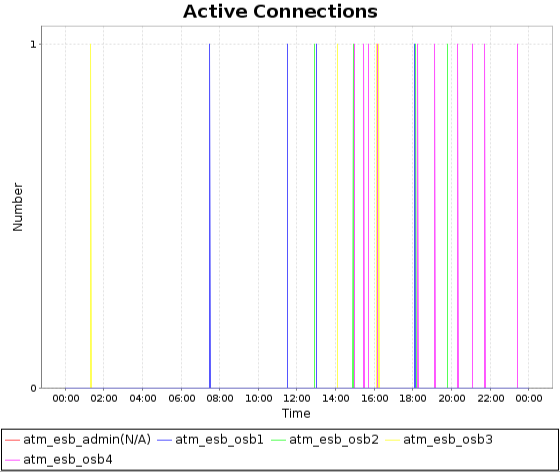 Active Connections
1
Number
0
00:00 02:00 04:00 06:00 08:00 10:00 12:00 14:00 16:00 18:00 20:00 22:00 00:00
Time
atm_esb_admin(N/A) atm_esb_osb1 atm_esb_osb2 atm_esb_osb3
atm_esb_osb4